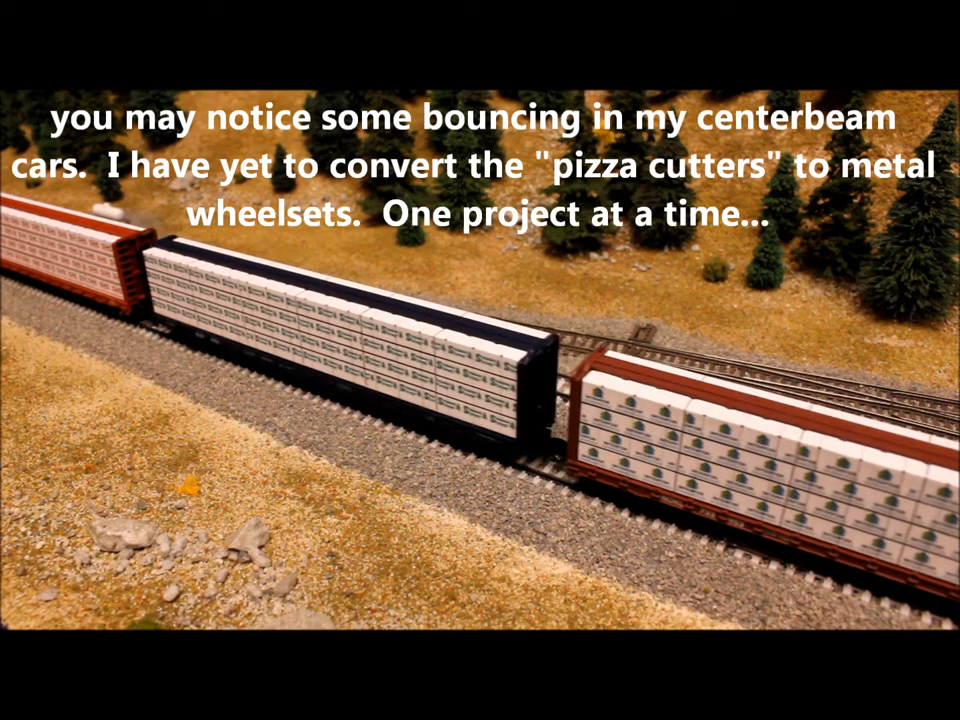 you may notice some bouncing in my centerbeam
cars.  I have yet to convert the "pizza cutters" to metal
wheelsets.  One project at a time...